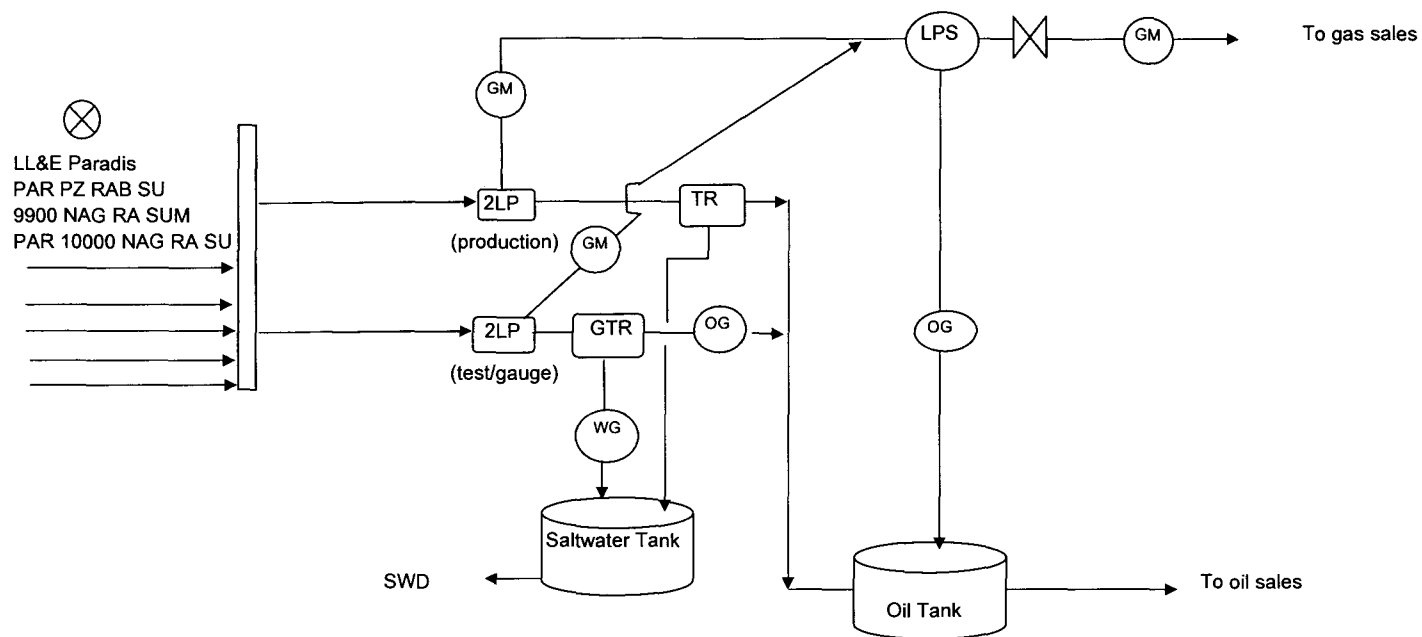 LPS
GM
To gas sales
GM
LL&E Paradis
PAR PZ RAB SU
9900 NAG RA SUM
PAR 10000 NAG RA SU
2LP
TR
(production)
GM
2LP
GTR
OG
OG
(test/gauge)
WG
Saltwater Tank
SWD
To oil sales
Oil Tank